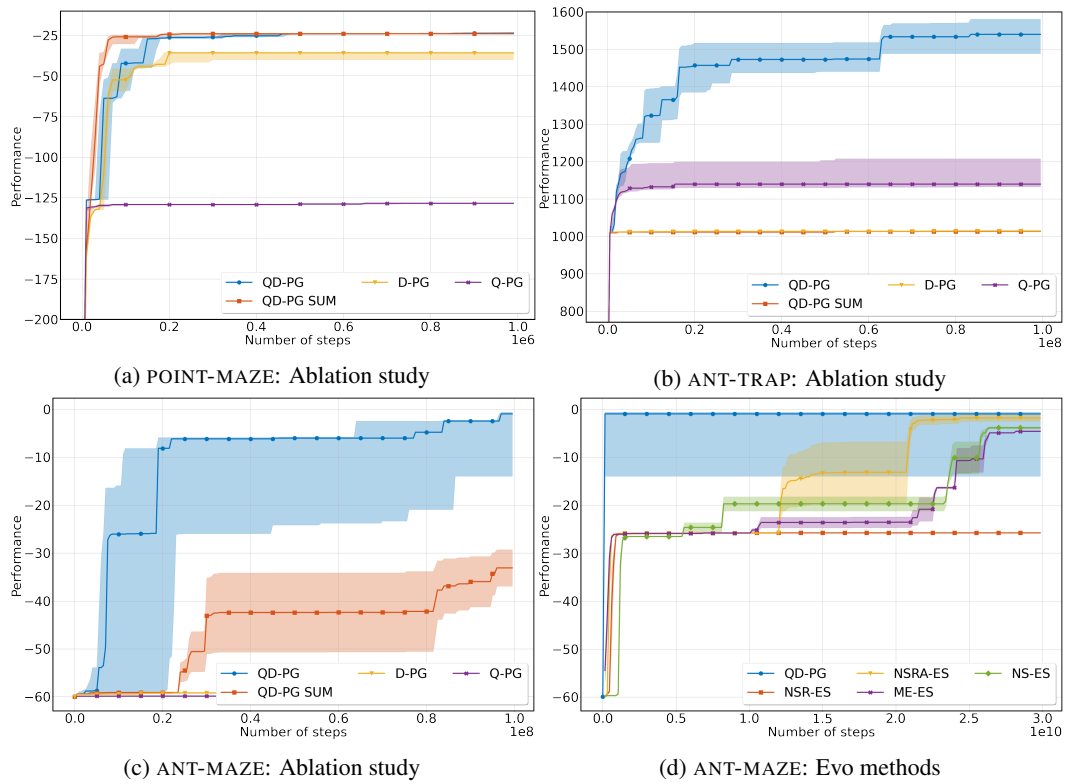 −25
−50
−75
−100
−125
−150
−175
−200
Performance
0.0 0.2 0.4 0.6 0.8 1.0
1e6
Number of steps
QD-PG D-PG Q-PG
QD-PG SUM
(a) POINT-MAZE: Ablation study
1600
1500
1400
1300
1200
1100
1000
900
800
Performance
0.0 0.2 0.4 0.6 0.8 1.0
1e8
Number of steps
QD-PG D-PG Q-PG
QD-PG SUM
(b) ANT-TRAP: Ablation study
0
−10
−20
−30
−40
−50
−60
Performance
0.0 0.2 0.4 0.6 0.8 1.0
1e8
Number of steps
QD-PG D-PG Q-PG
QD-PG SUM
(c) ANT-MAZE: Ablation study
0
−10
−20
−30
−40
−50
−60
Performance
0.0 0.5 1.0 1.5 2.0 2.5 3.0
1e10
Number of steps
QD-PG NSRA-ES NS-ES
NSR-ES ME-ES
(d) ANT-MAZE: Evo methods